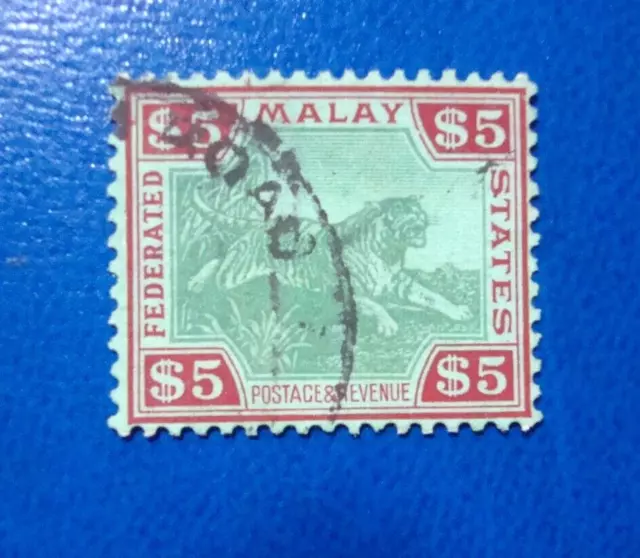 $5 MALAY $5
FEDERATED
STATES
$5 POSTAGE & REVENUE $5